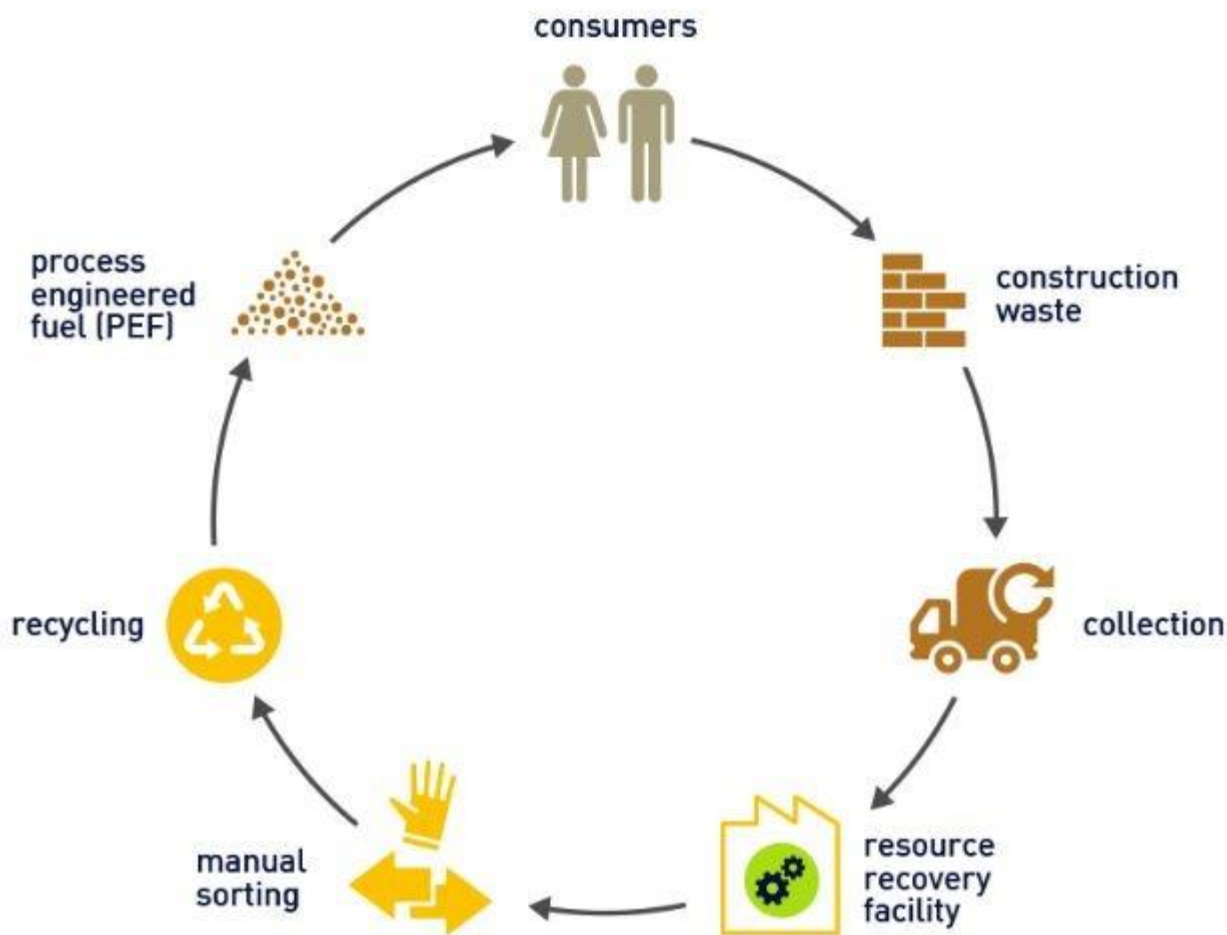 consumers
construction
waste
collection
resource
recovery
facility
manual
sorting
recycling
process
engineered
fuel (PEF)